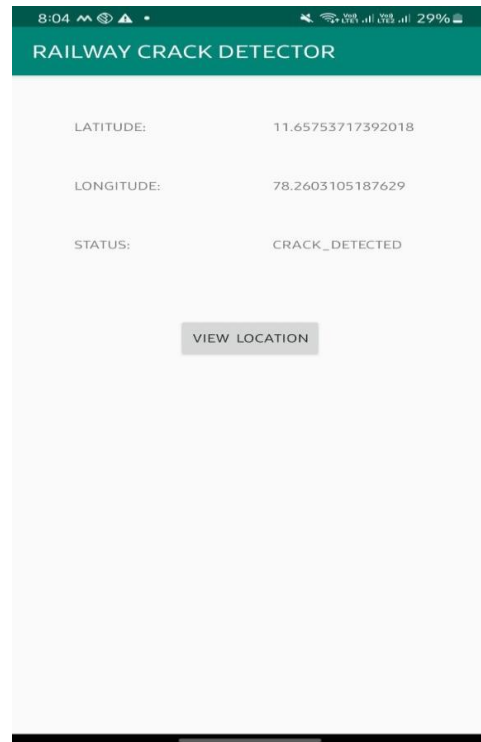 8:04 29%
RAILWAY CRACK DETECTOR
LATITUDE: 11.65753717392018
LONGITUDE: 78.2603105187629
STATUS: CRACK_DETECTED
VIEW LOCATION